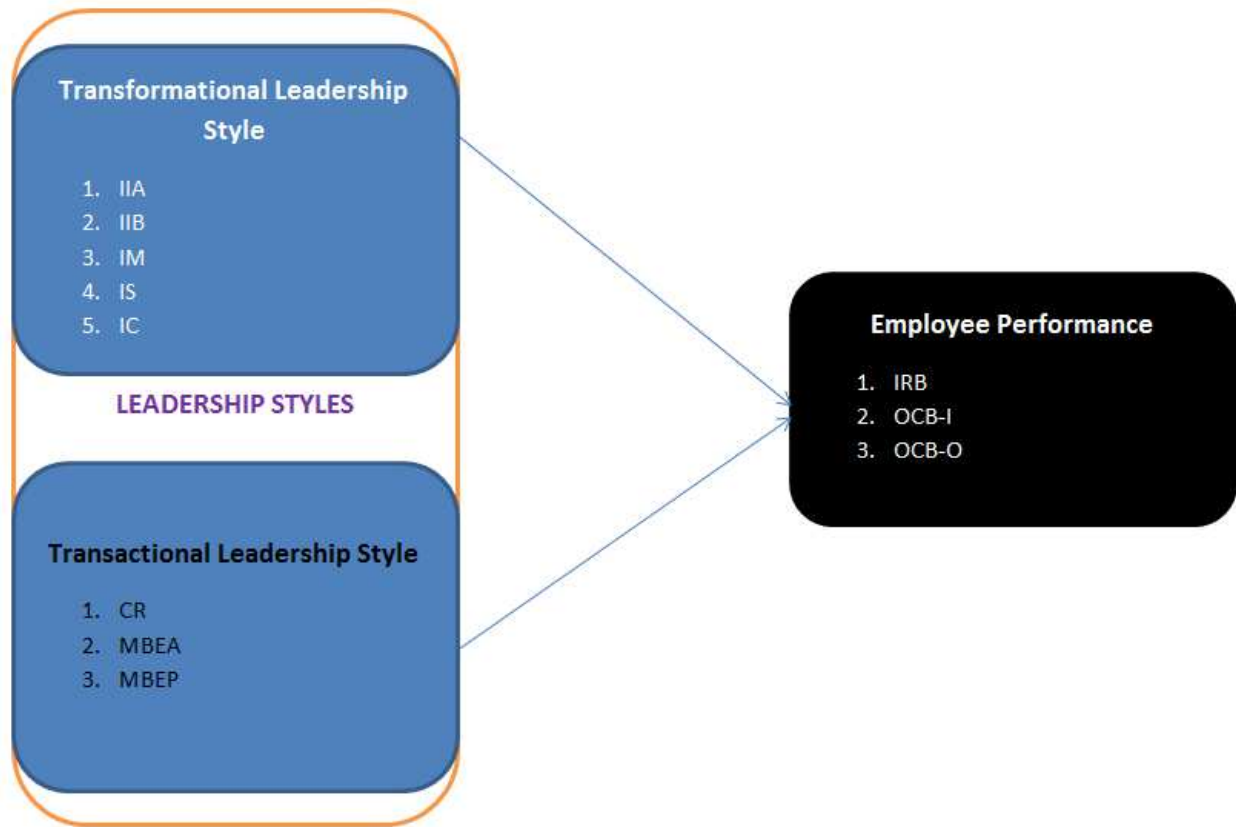 Transformational Leadership
Style
1. IIA
2. IIB
3. IM
4. IS
5. IC
LEADERSHIP STYLES
Transactional Leadership Style
1. CR
2. MBEA
3. MBEP
Employee Performance
1. IRB
2. OCB-I
3. OCB-O